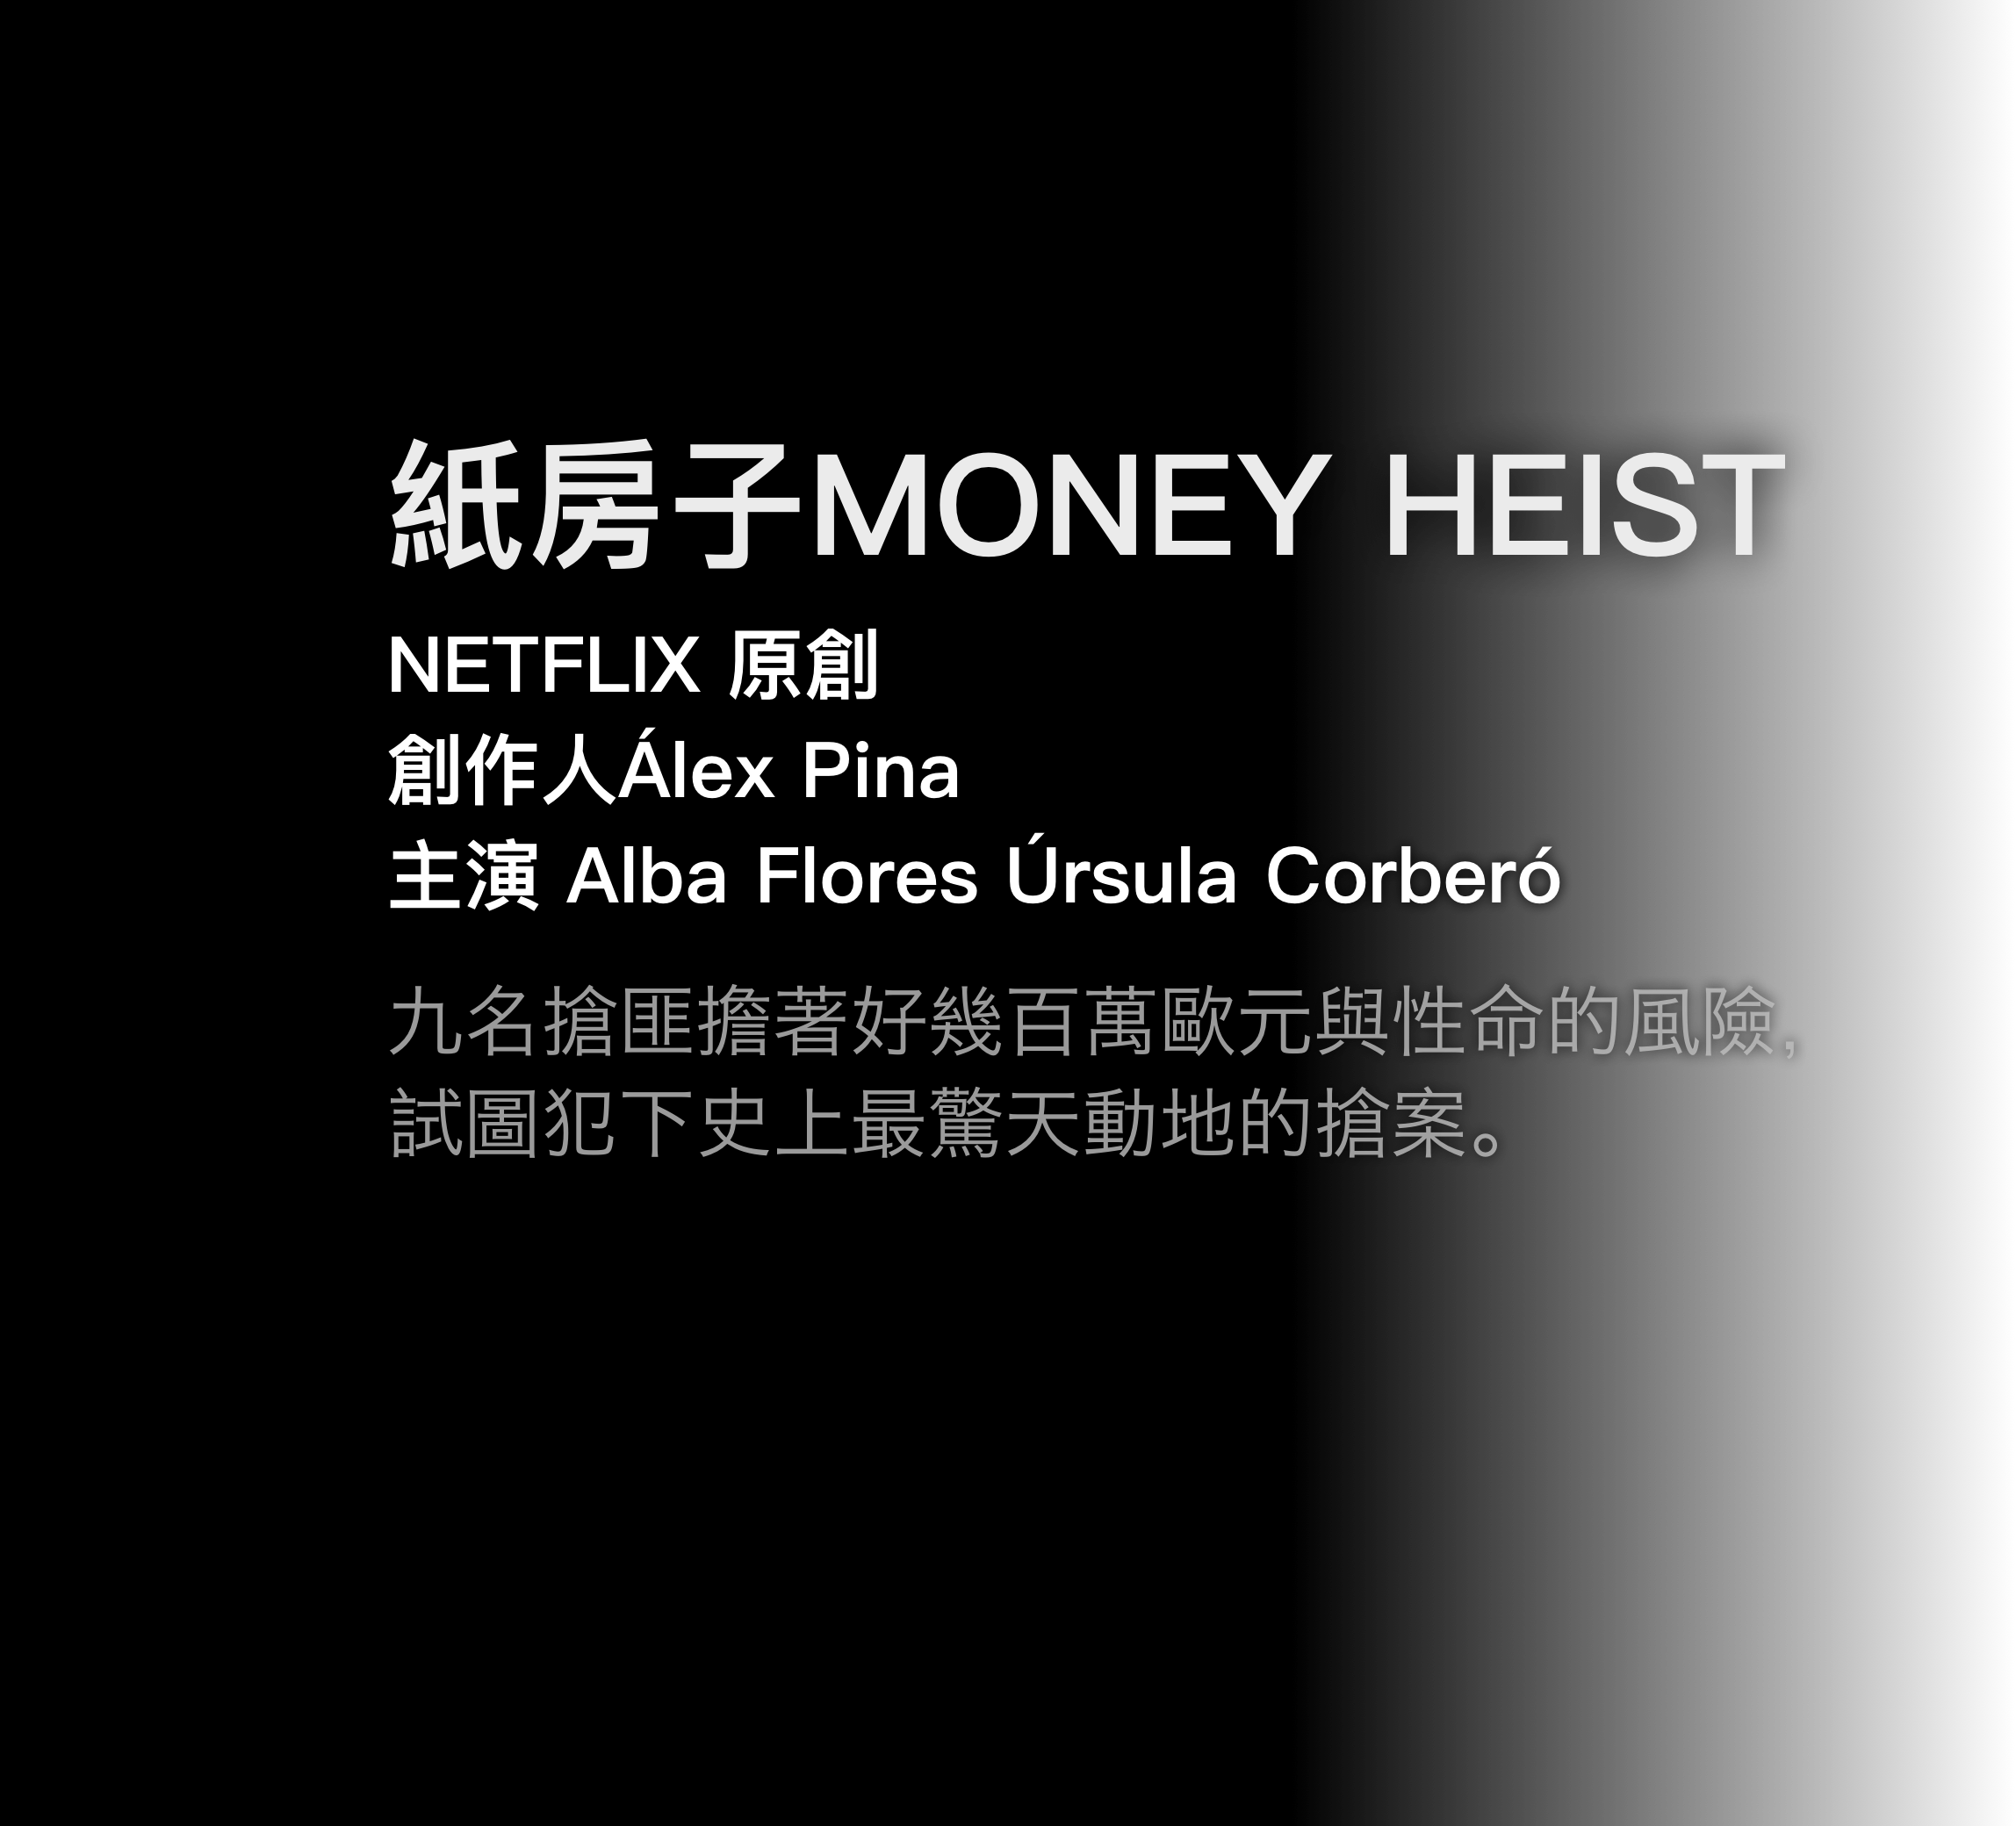 紙房子MONEY HEIST
NETFLIX 原創
創作人Álex Pina
主演 Alba Flores Úrsula Corberó
九名搶匪擔著好幾百萬歐元與性命的風險,
試圖犯下史上最驚天動地的搶案。